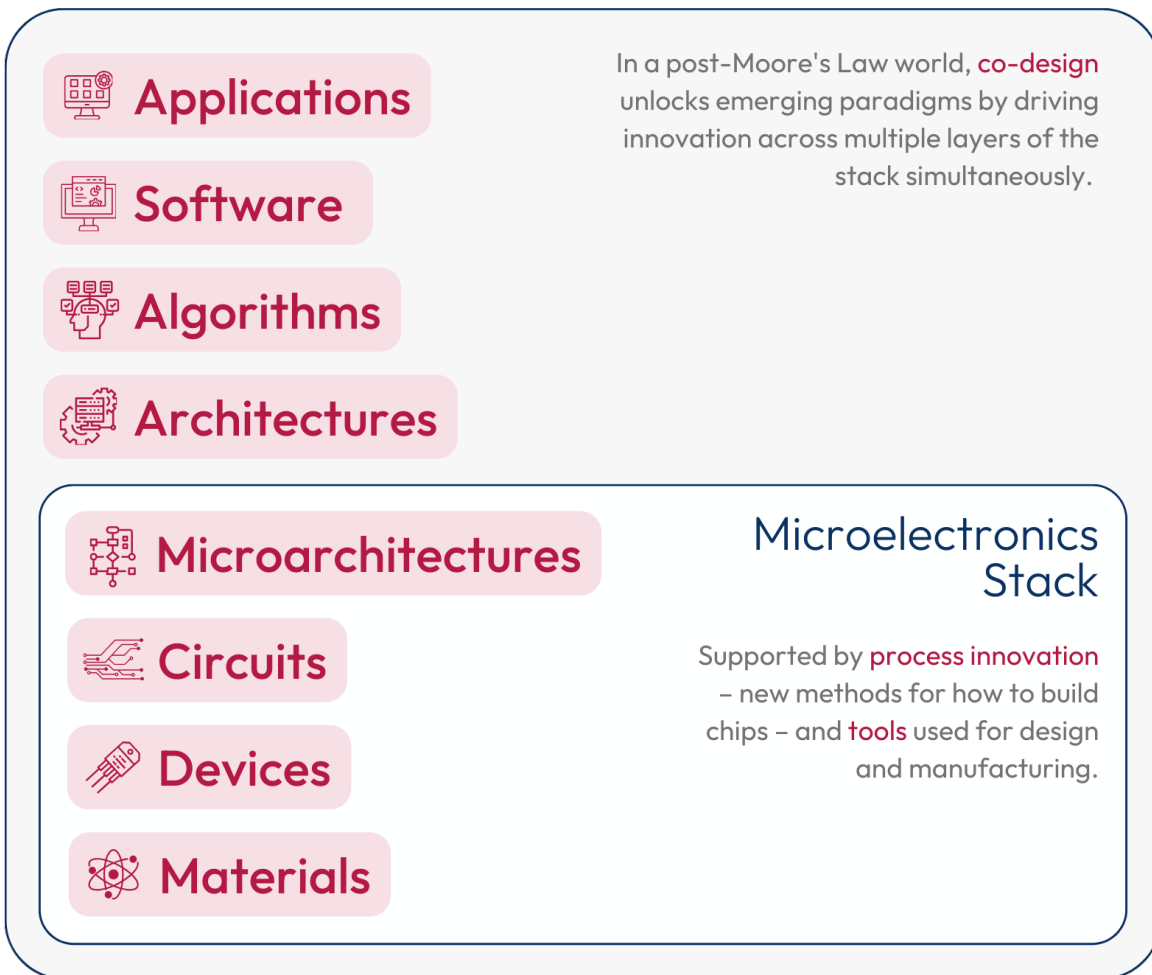 Applications
In a post-Moore's Law world, co-design
unlocks emerging paradigms by driving
innovation across multiple layers of the
stack simultaneously.
Software
Algorithms
Architectures
Microarchitectures
Microelectronics
Stack
Circuits
Supported by process innovation
– new methods for how to build
chips – and tools used for design
and manufacturing.
Devices
Materials